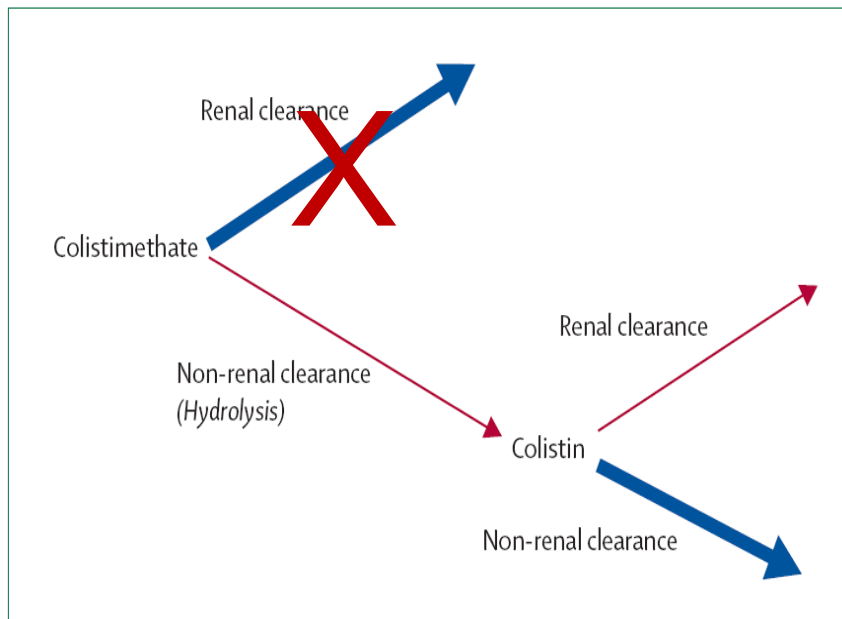 Renal clearance
X
Colistimethate
Renal clearance
Non-renal clearance
(Hydrolysis)
Colistin
Non-renal clearance